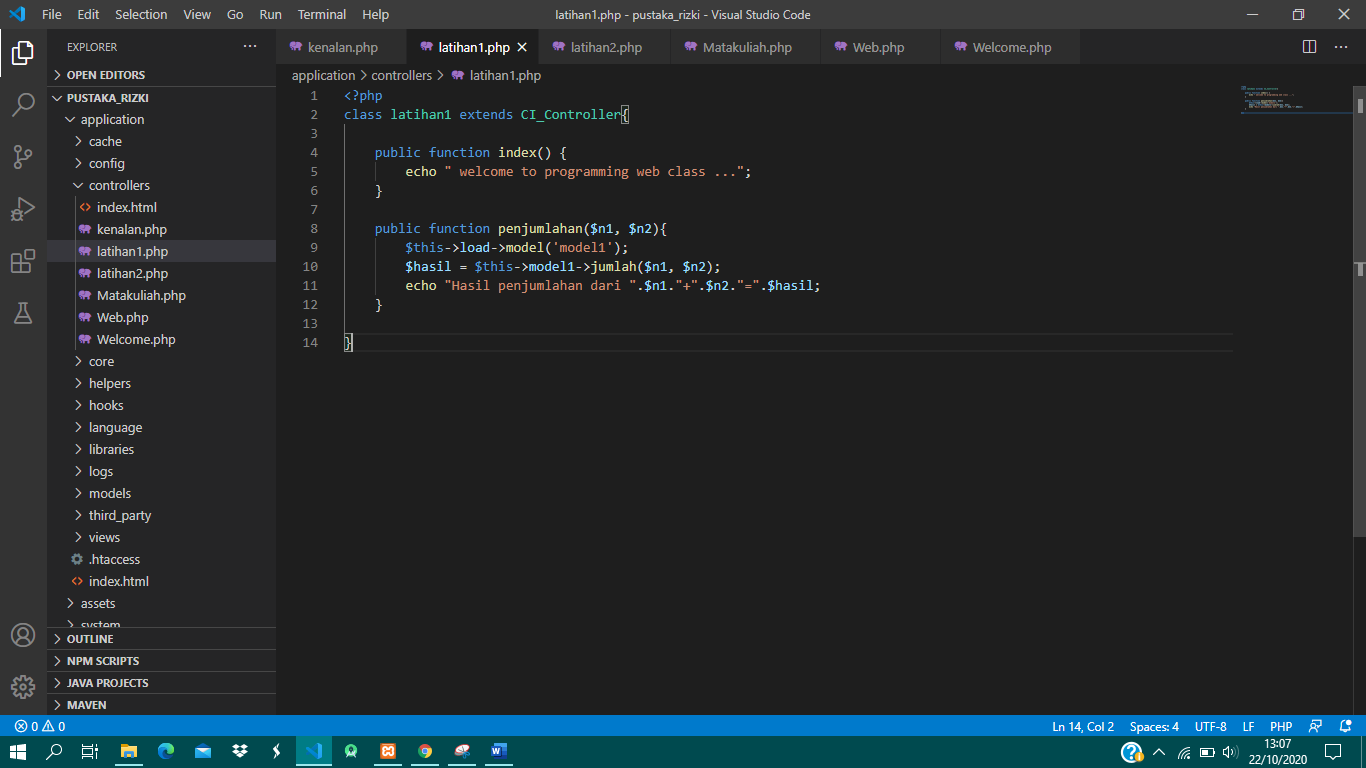 File Edit Selection View Go Run Terminal Help
latihan1.php - pustaka_rizki - Visual Studio Code
EXPLORER
OPEN EDITORS
PUSTAKA_RIZKI
application
cache
config
controllers
index.html
kenalan.php
latihan1.php
latihan2.php
Matakuliah.php
Web.php
Welcome.php
core
helpers
hooks
language
libraries
logs
models
third_party
views
.htaccess
index.html
assets
system
OUTLINE
NPM SCRIPTS
JAVA PROJECTS
MAVEN
kenalan.php latihan1.php latihan2.php Matakuliah.php Web.php Welcome.php
application > controllers > latihan1.php
1 <?php
2 class latihan1 extends CI_Controller{
3
4     public function index() {
5         echo " welcome to programming web class ...";
6     }
7
8     public function penjumlahan($n1, $n2){
9         $this->load->model('model1');
10         $hasil = $this->model1->jumlah($n1, $n2);
11         echo "Hasil penjumlahan dari ".$n1."+".$n2."=".$hasil;
12     }
13
14 }
0 0
Ln 14, Col 2 Spaces: 4 UTF-8 LF PHP
13:07
22/10/2020